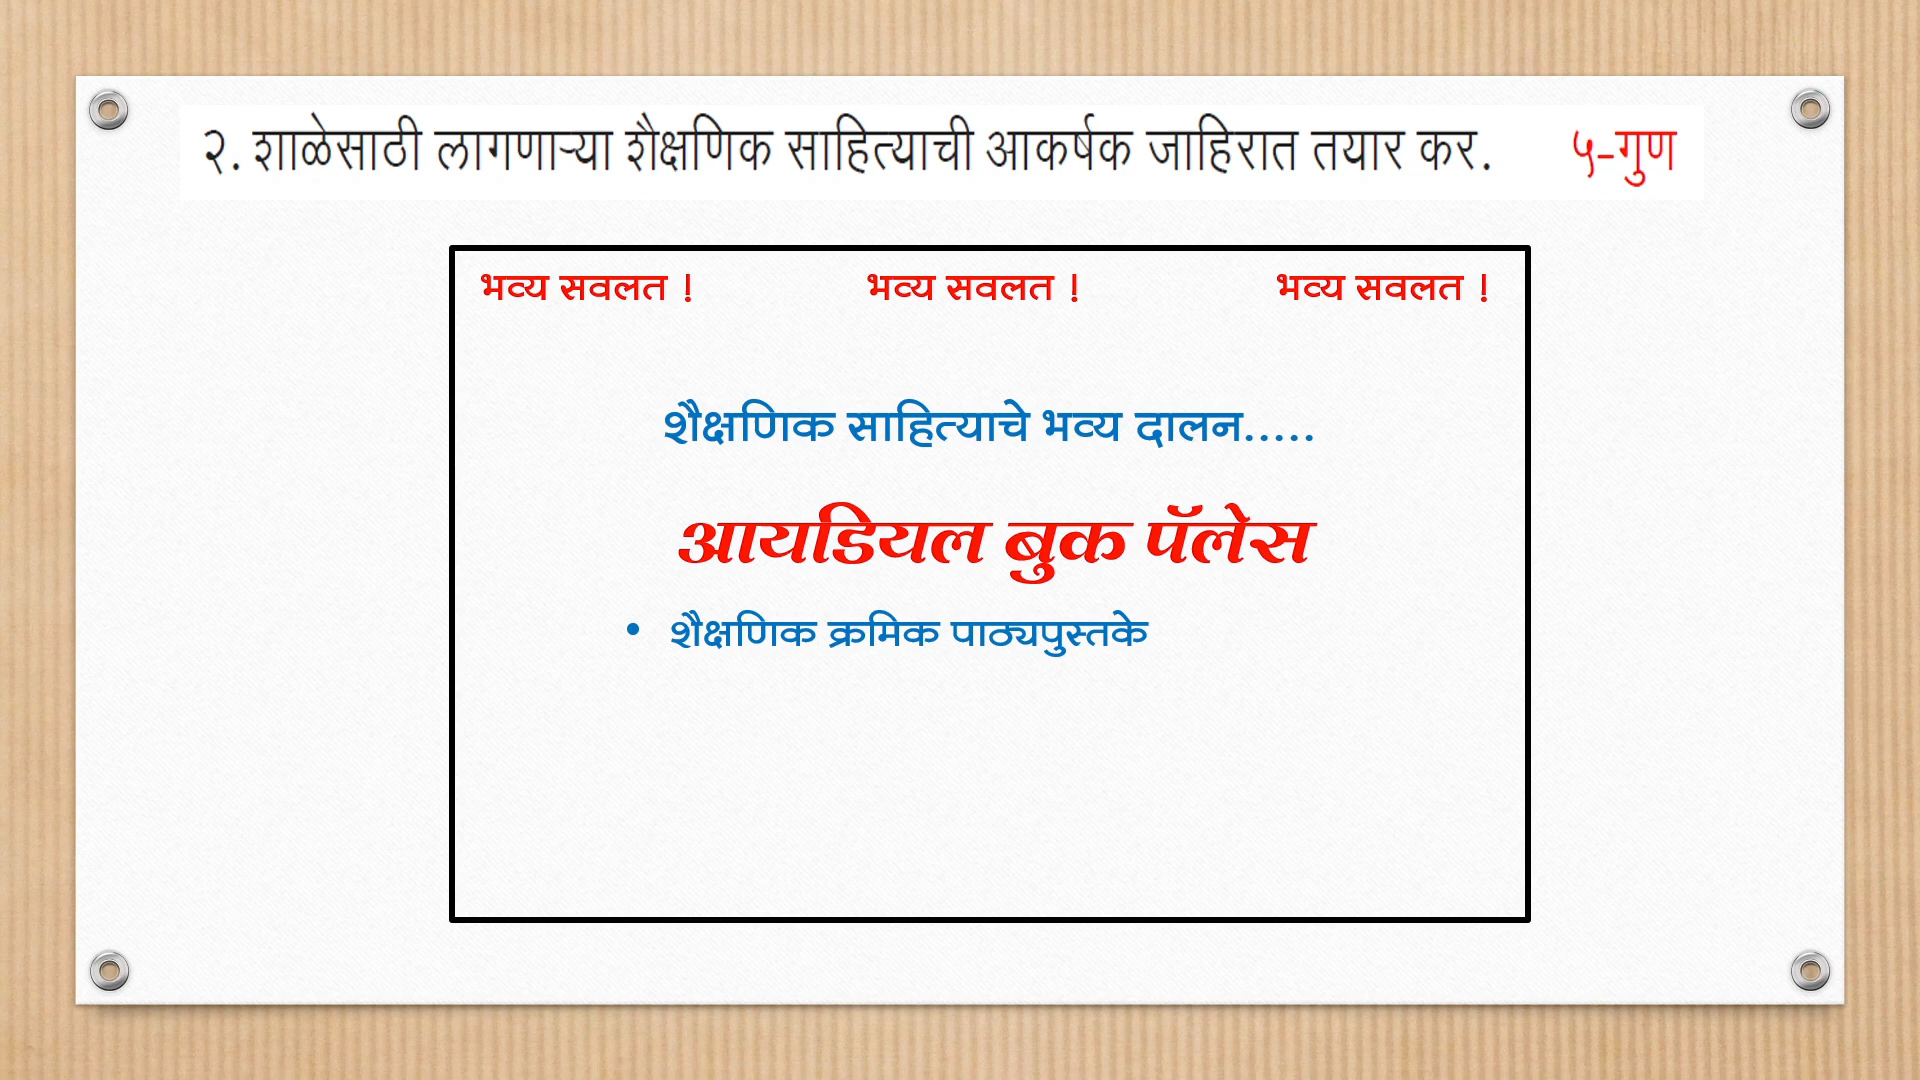 २. शाळेसाठी लागणाऱ्या शैक्षणिक साहित्याची आकर्षक जाहिरात तयार कर. ५-गुण
भव्य सवलत ! भव्य सवलत ! भव्य सवलत !
शैक्षणिक साहित्याचे भव्य दालन.....
आयडियल बुक पॅलेस
• शैक्षणिक क्रमिक पाठ्यपुस्तके